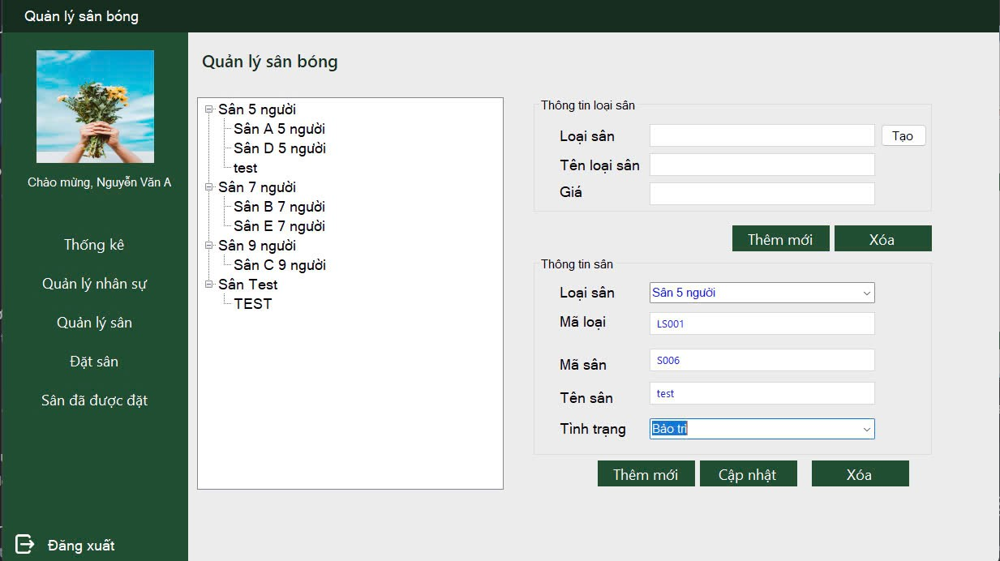 Quản lý sân bóng
Chào mừng, Nguyễn Văn A
Thống kê
Quản lý nhân sự
Quản lý sân
Đặt sân
Sân đã được đặt
Đăng xuất
Quản lý sân bóng
Sân 5 người
Sân A 5 người
Sân D 5 người
test
Sân 7 người
Sân B 7 người
Sân E 7 người
Sân 9 người
Sân C 9 người
Sân Test
TEST
Thông tin loại sân
Loại sân Tạo
Tên loại sân
Giá
Thêm mới Xóa
Thông tin sân
Loại sân Sân 5 người
Mã loại LS001
Mã sân S006
Tên sân test
Tình trạng Bảo trì
Thêm mới Cập nhật Xóa